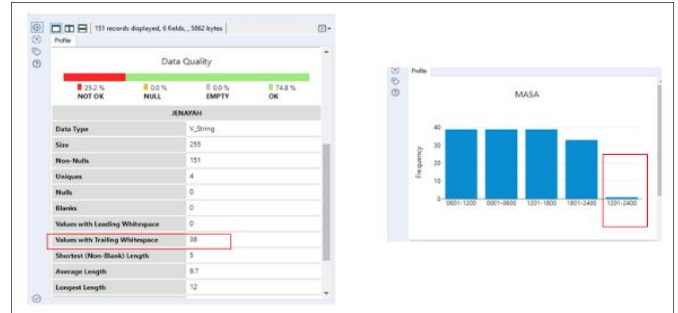 151 records displayed, 6 fields, , 5862 bytes
Profile
Data Quality
25.2 % 0.0 % 0.0 % 74.8 %
NOT OK NULL EMPTY OK
JENAYAH
Data Type V_String
Size 255
Non-Nulls 151
Uniques 4
Nulls 0
Blanks 0
Values with Leading Whitespace 0
Values with Trailing Whitespace 38
Shortest (Non-Blank) Length 5
Average Length 9.7
Longest Length 12
Profile
MASA
Frequency
40
30
20
10
0
0601-1200 0001-0600 1201-1800 1801-2400 1201-2400